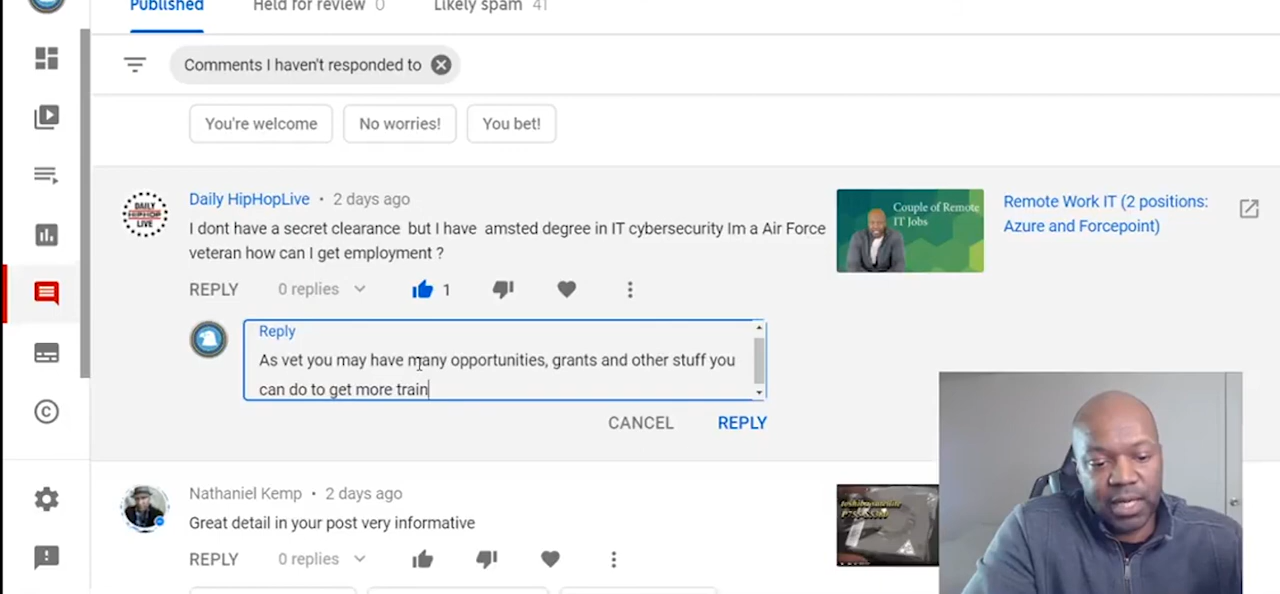 Published
Held for review 0
Likely spam 41
Comments I haven't responded to
You're welcome
No worries!
You bet!
Daily HipHopLive • 2 days ago
I dont have a secret clearance but I have amsted degree in IT cybersecurity Im a Air Force
veteran how can I get employment ?
REPLY
0 replies
1
Couple of Remote
IT Jobs
Remote Work IT (2 positions:
Azure and Forcepoint)
DAILY
HIPHOP
LIVE
Reply
As vet you may have many opportunities, grants and other stuff you
can do to get more train
CANCEL
REPLY
Nathaniel Kemp • 2 days ago
Great detail in your post very informative
REPLY
0 replies